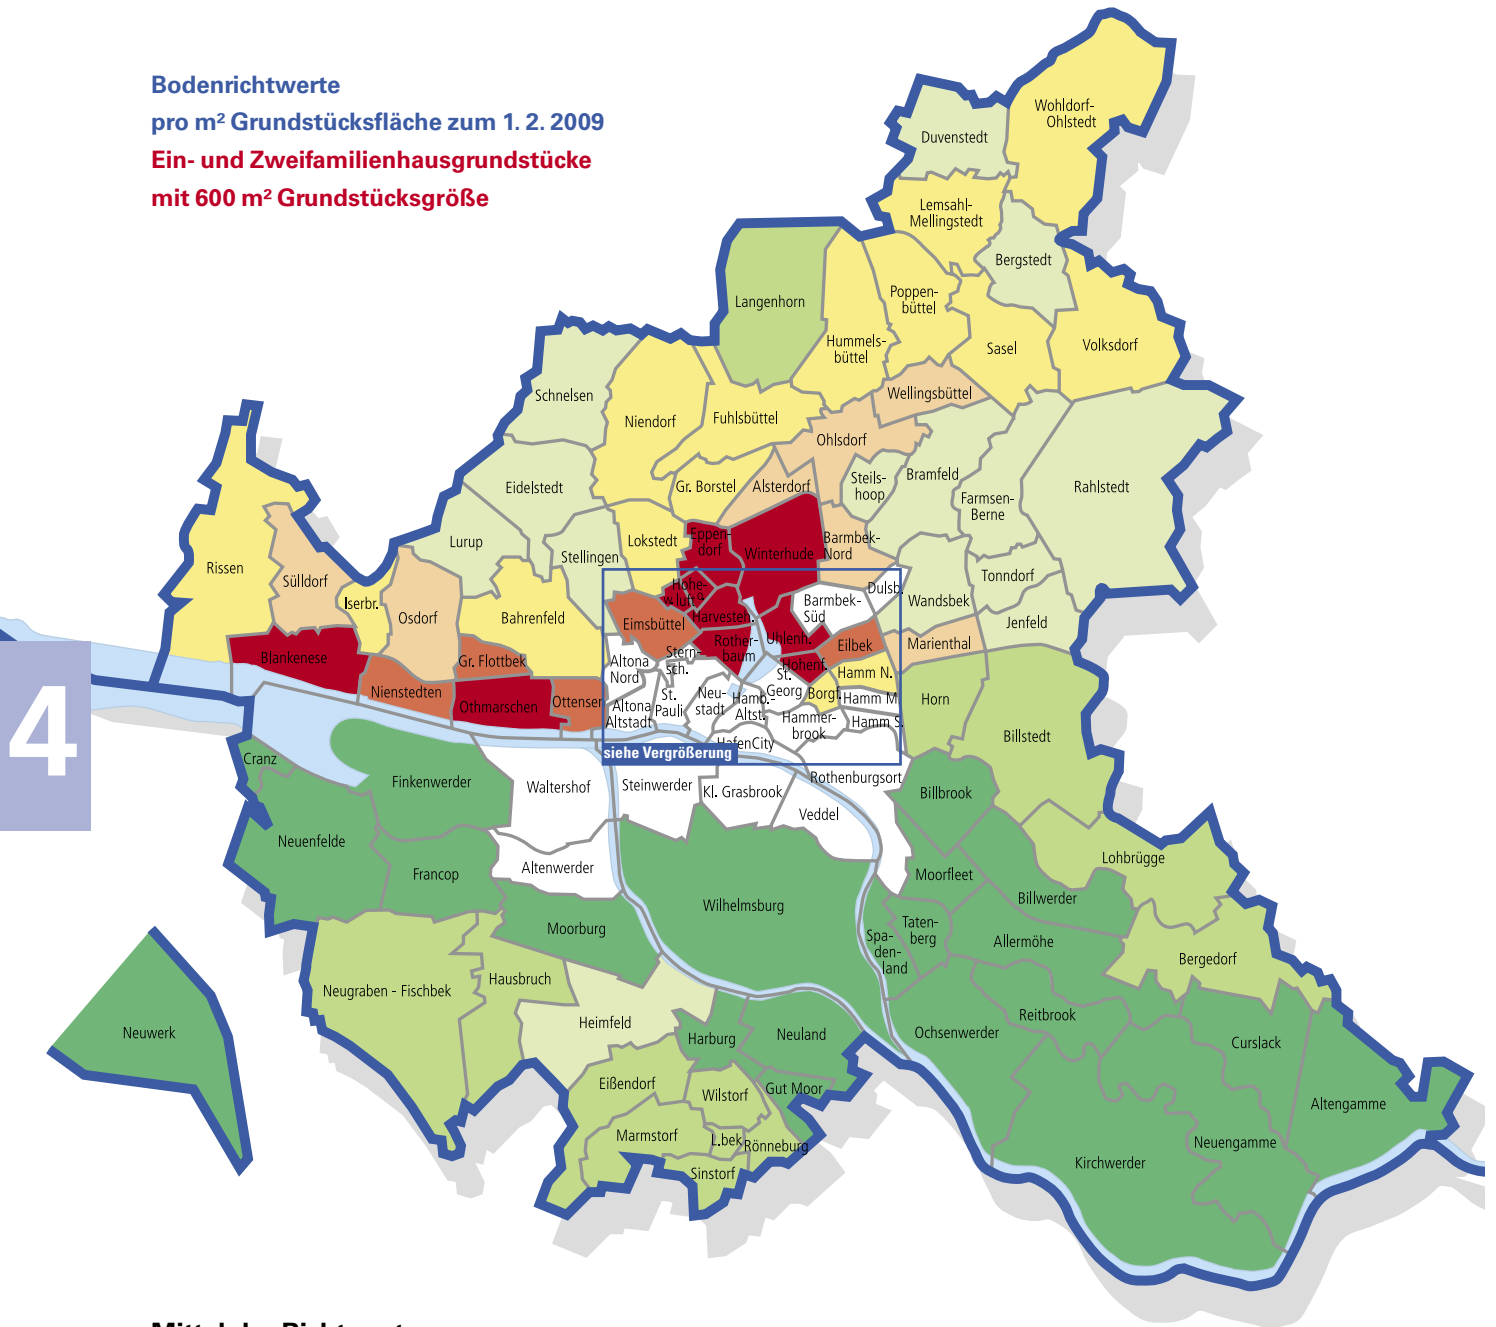 Bodenrichtwerte
pro m² Grundstücksfläche zum 1. 2. 2009
Ein- und Zweifamilienhausgrundstücke
mit 600 m² Grundstücksgröße
Wohldorf-
Ohlstedt
Duvenstedt
Lemsahl-
Mellingstedt
Bergstedt
Langenhorn
Poppen-
büttel
Hummels-
büttel
Sasel
Volksdorf
Schnelsen
Niendorf
Fuhlsbüttel
Wellingsbüttel
Ohlsdorf
Eidelstedt
Gr. Borstel
Alsterdorf
Steils-
hoop
Bramfeld
Farmsen-
Berne
Rahlstedt
Lurup
Stellingen
Lokstedt
Eppen-
dorf
Winterhude
Barmbek-
Nord
Rissen
Sülldorf
Iserbr.
Osdorf
Bahrenfeld
Hohe-
Dulsb.
Barmbek-
Süd
Wandsbek
Tonndorf
Jenfeld
Eimsbüttel
Harvesteh.
Rother-
baum
Uhlenh.
Eilbek
Marienthal
Blankenese
Nienstedten
Gr. Flottbek
Othmarschen
Ottensen
Altona
Nord
Stern-
sch.
Altona
Altstadt
St.
Pauli
Neu-
stadt
Hamb.-
Altst.
St.
Georg
Hohenf.
Borgf.
Hamm N.
Hamm M.
Hamm S.
Hammer-
brook
HafenCity
Horn
Billstedt
siehe Vergrößerung
4
Cranz
Finkenwerder
Waltershof
Steinwerder
Kl. Grasbrook
Rothenburgsort
Veddel
Billbrook
Neuenfelde
Francop
Altenwerder
Moorfleet
Lohbrügge
Billwerder
Wilhelmsburg
Moorburg
Spa-
den-
land
Taten-
berg
Allermöhe
Bergedorf
Neugraben - Fischbek
Hausbruch
Heimfeld
Neuwerk
Harburg
Neuland
Ochsenwerder
Reitbrook
Curslack
Eißendorf
Wilstorf
Gut Moor
Altengamme
Marmstorf
L.bek
Rönneburg
Sinstorf
Kirchwerder
Neuengamme